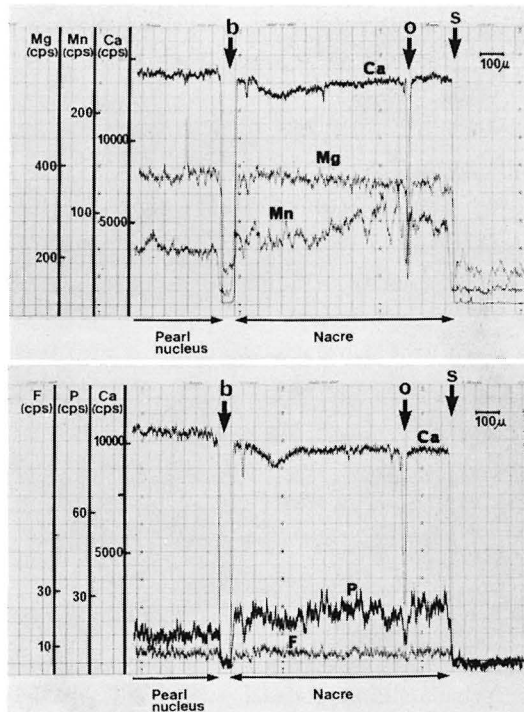 Mg Mn Ca b o S
(cps) (cps) (cps) 100μ
Ca
200
10000
400 Mg
Mn
100
5000
200
Pearl Nacre
nucleus
b o S
F P Ca
(cps) (cps) (cps) 100μ
10000 Ca
60
5000
30 30 P
F
10
Pearl Nacre
nucleus